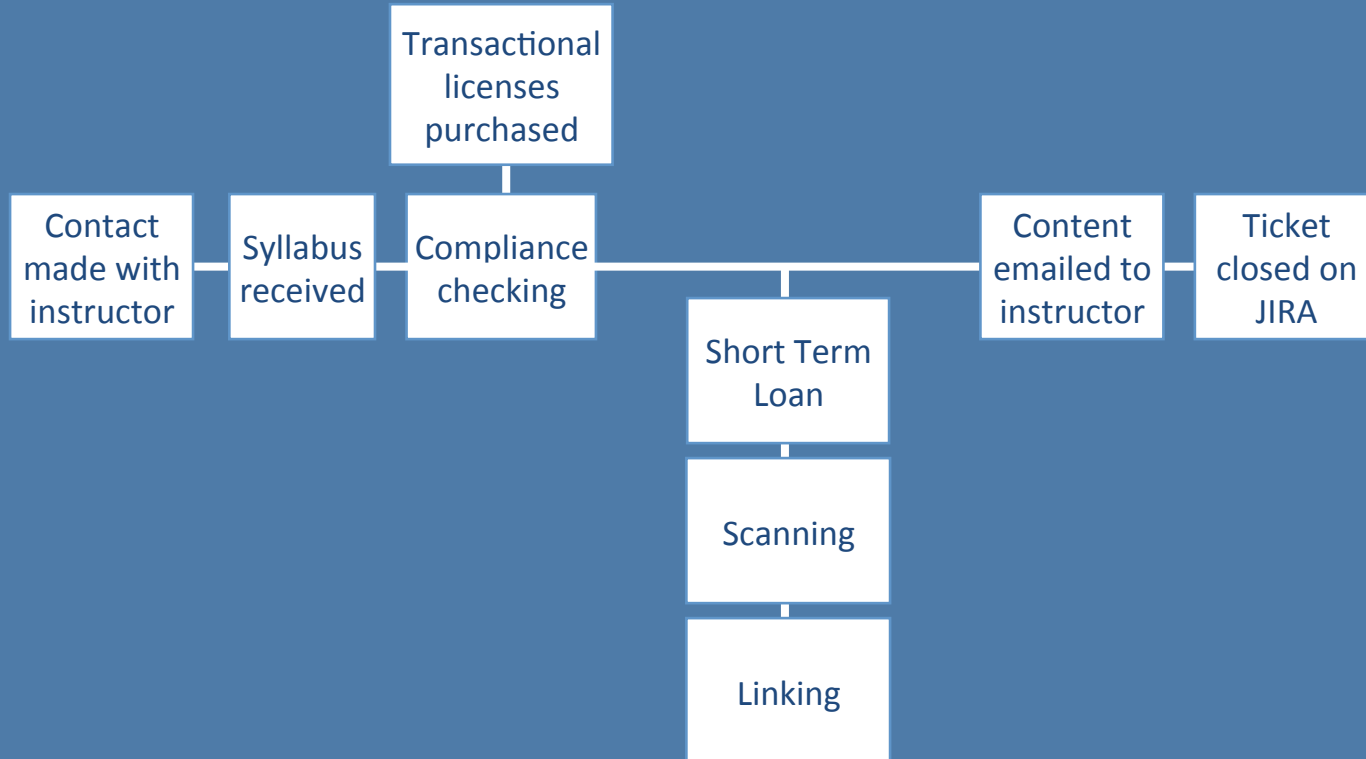 Transactional
licenses
purchased
Contact
made with
instructor
Syllabus
received
Compliance
checking
Content
emailed to
instructor
Ticket
closed on
JIRA
Short Term
Loan
Scanning
Linking